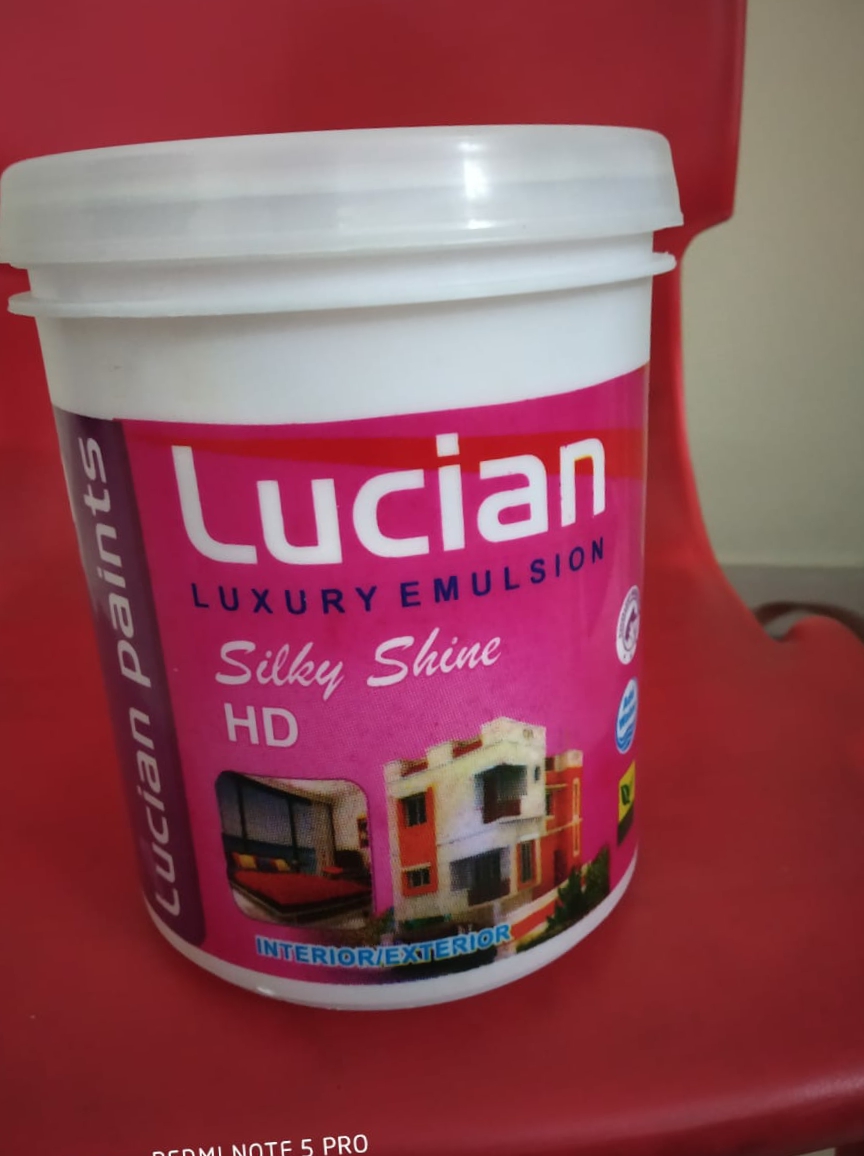 Lucian paints
Lucian
LUXURY EMULSION
Silky Shine
HD
INTERIOR/EXTERIOR
REDMI NOTE 5 PRO